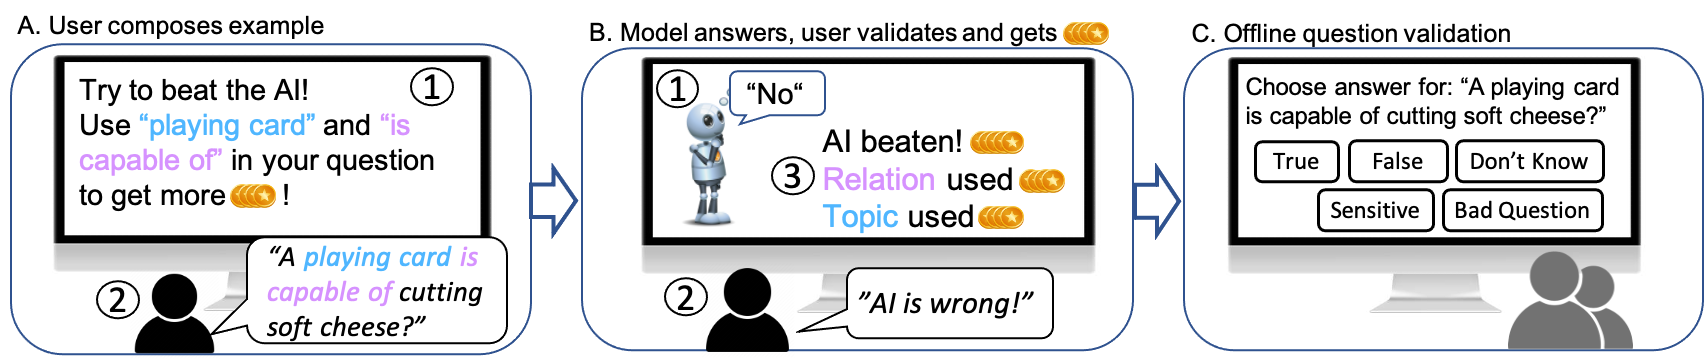 A. User composes example
Try to beat the AI!
①
Use “playing card” and “is
capable of” in your question
to get more !
②
“A playing card is
capable of cutting
soft cheese?”
B. Model answers, user validates and gets
①
“No“
AI beaten!
③
Relation used
Topic used
②
”AI is wrong!”
C. Offline question validation
Choose answer for: “A playing card
is capable of cutting soft cheese?”
True False Don’t Know
Sensitive Bad Question